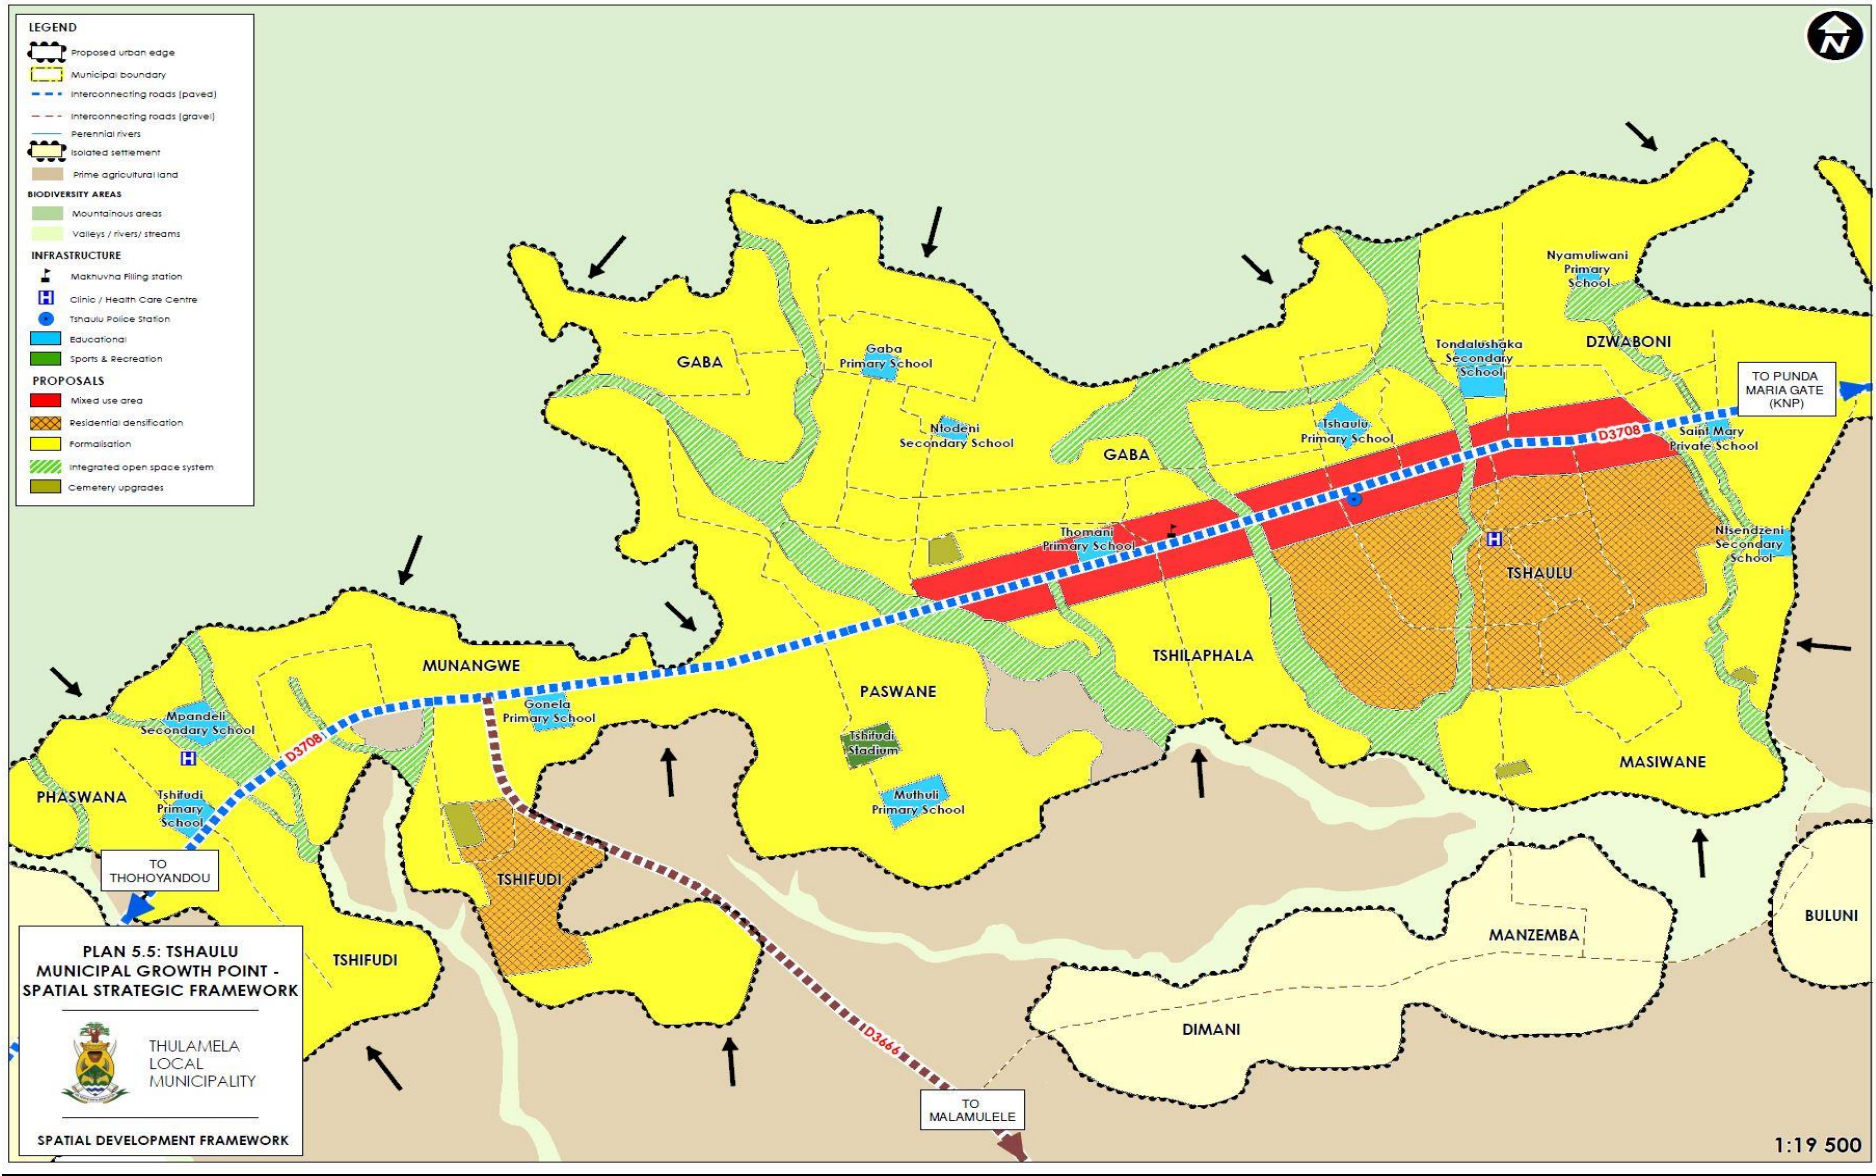 LEGEND
Proposed urban edge
Municipal boundary
Interconnecting roads (paved)
Interconnecting roads (gravel)
Perennial rivers
Isolated settlement
Prime agricultural land
BIODIVERSITY AREAS
Mountainous areas
Valleys / rivers/ streams
INFRASTRUCTURE
Makhuvha Filling station
H
Clinic / Health Care Centre
Tshaulu Police Station
Educational
Sports & Recreation
PROPOSALS
Mixed use area
Residential densification
Formalisation
Integrated open space system
Cemetery upgrades
N
Nyamuliwani
Primary
School
DZWABONI
Tondalushaka
Secondary
School
TO PUNDA
MARIA GATE
(KNP)
GABA
Gaba
Primary School
Ntodeni
Secondary School
GABA
Tshaulu
Primary School
D3708
Saint Mary
Private School
Thomani
Primary School
H
Ntsendzeni
Secondary
School
TSHAULU
TSHILAPHALA
MUNANGWE
PASWANE
Gonela
Primary School
Mpandeli
Secondary School
H
D3708
Tshifudi
Stadium
MASIWANE
PHASWANA
Tshifudi
Primary
School
Muthuli
Primary School
TO
THOHOYANDOU
TSHIFUDI
BULUNI
MANZEMBA
TSHIFUDI
DIMANI
D3666
TO
MALAMULELE
PLAN 5.5: TSHAULU
MUNICIPAL GROWTH POINT -
SPATIAL STRATEGIC FRAMEWORK
THULAMELA
LOCAL
MUNICIPALITY
SPATIAL DEVELOPMENT FRAMEWORK
1:19 500